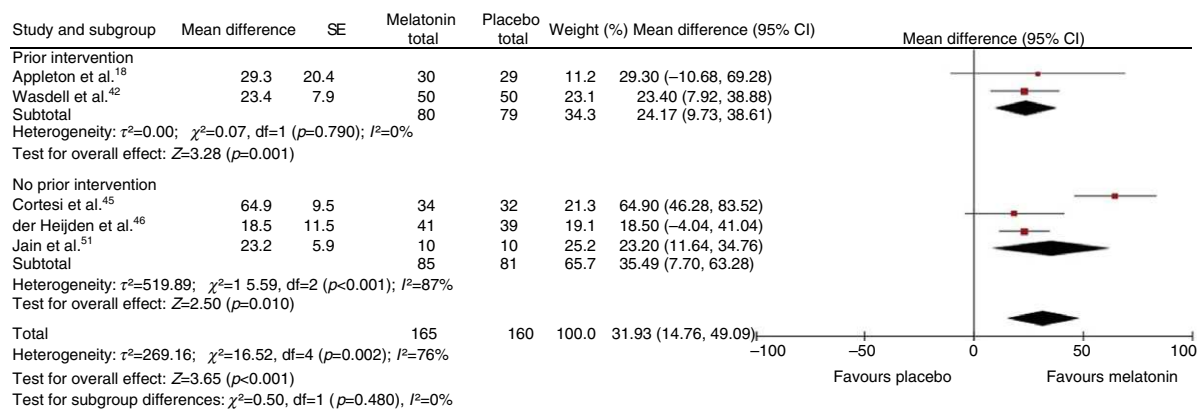 Study and subgroup Mean difference SE Melatonin total Placebo total Weight (%) Mean difference (95% CI) Mean difference (95% CI)
Prior intervention
Appleton et al.18 29.3 20.4 30 29 11.2 29.30 (−10.68, 69.28)
Wasdell et al.42 23.4 7.9 50 50 23.1 23.40 (7.92, 38.88)
Subtotal 80 79 34.3 24.17 (9.73, 38.61)
Heterogeneity: τ²=0.00; χ²=0.07, df=1 (p=0.790); I²=0%
Test for overall effect: Z=3.28 (p=0.001)
No prior intervention
Cortesi et al.45 64.9 9.5 34 32 21.3 64.90 (46.28, 83.52)
der Heijden et al.46 18.5 11.5 41 39 19.1 18.50 (−4.04, 41.04)
Jain et al.51 23.2 5.9 10 10 25.2 23.20 (11.64, 34.76)
Subtotal 85 81 65.7 35.49 (7.70, 63.28)
Heterogeneity: τ²=519.89; χ²=1 5.59, df=2 (p<0.001); I²=87%
Test for overall effect: Z=2.50 (p=0.010)
Total 165 160 100.0 31.93 (14.76, 49.09)
Heterogeneity: τ²=269.16; χ²=16.52, df=4 (p=0.002); I²=76%
Test for overall effect: Z=3.65 (p<0.001)
Test for subgroup differences: χ²=0.50, df=1 (p=0.480), I²=0%
−100 −50 0 50 100
Favours placebo Favours melatonin